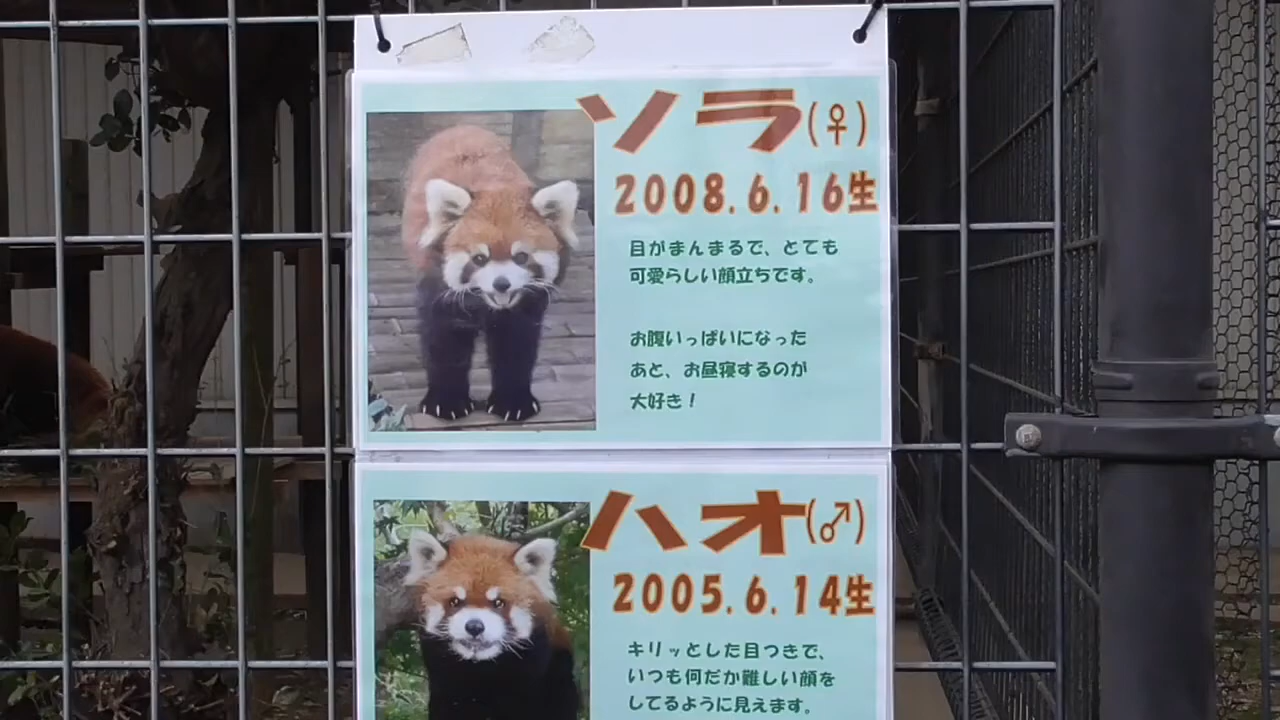 ソラ(♀)
2008.6.16生
目がまんまるで、とても
可愛らしい顔立ちです。
お腹いっぱいになった
あと、お昼寝するのが
大好き！
ハオ(♂)
2005.6.14生
キリッとした目つきで、
いつも何だか難しい顔を
してるように見えます。